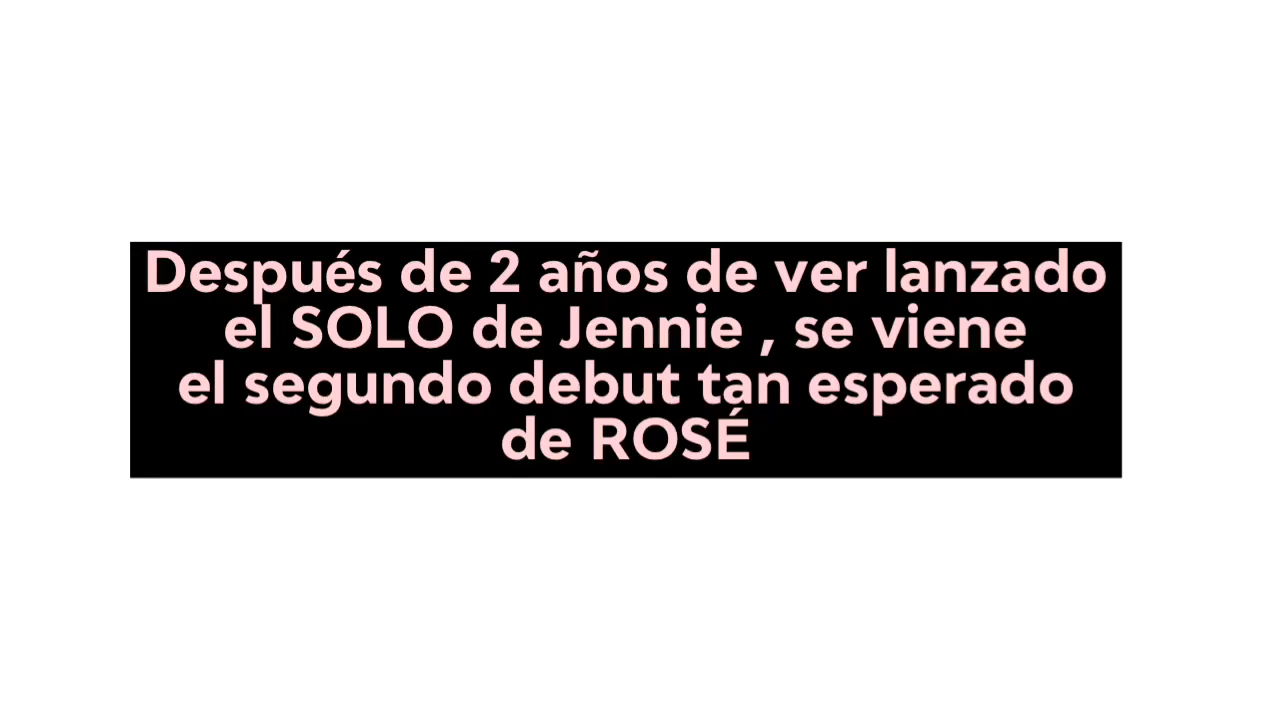 Después de 2 años de ver lanzado
el SOLO de Jennie , se viene
el segundo debut tan esperado
de ROSÉ